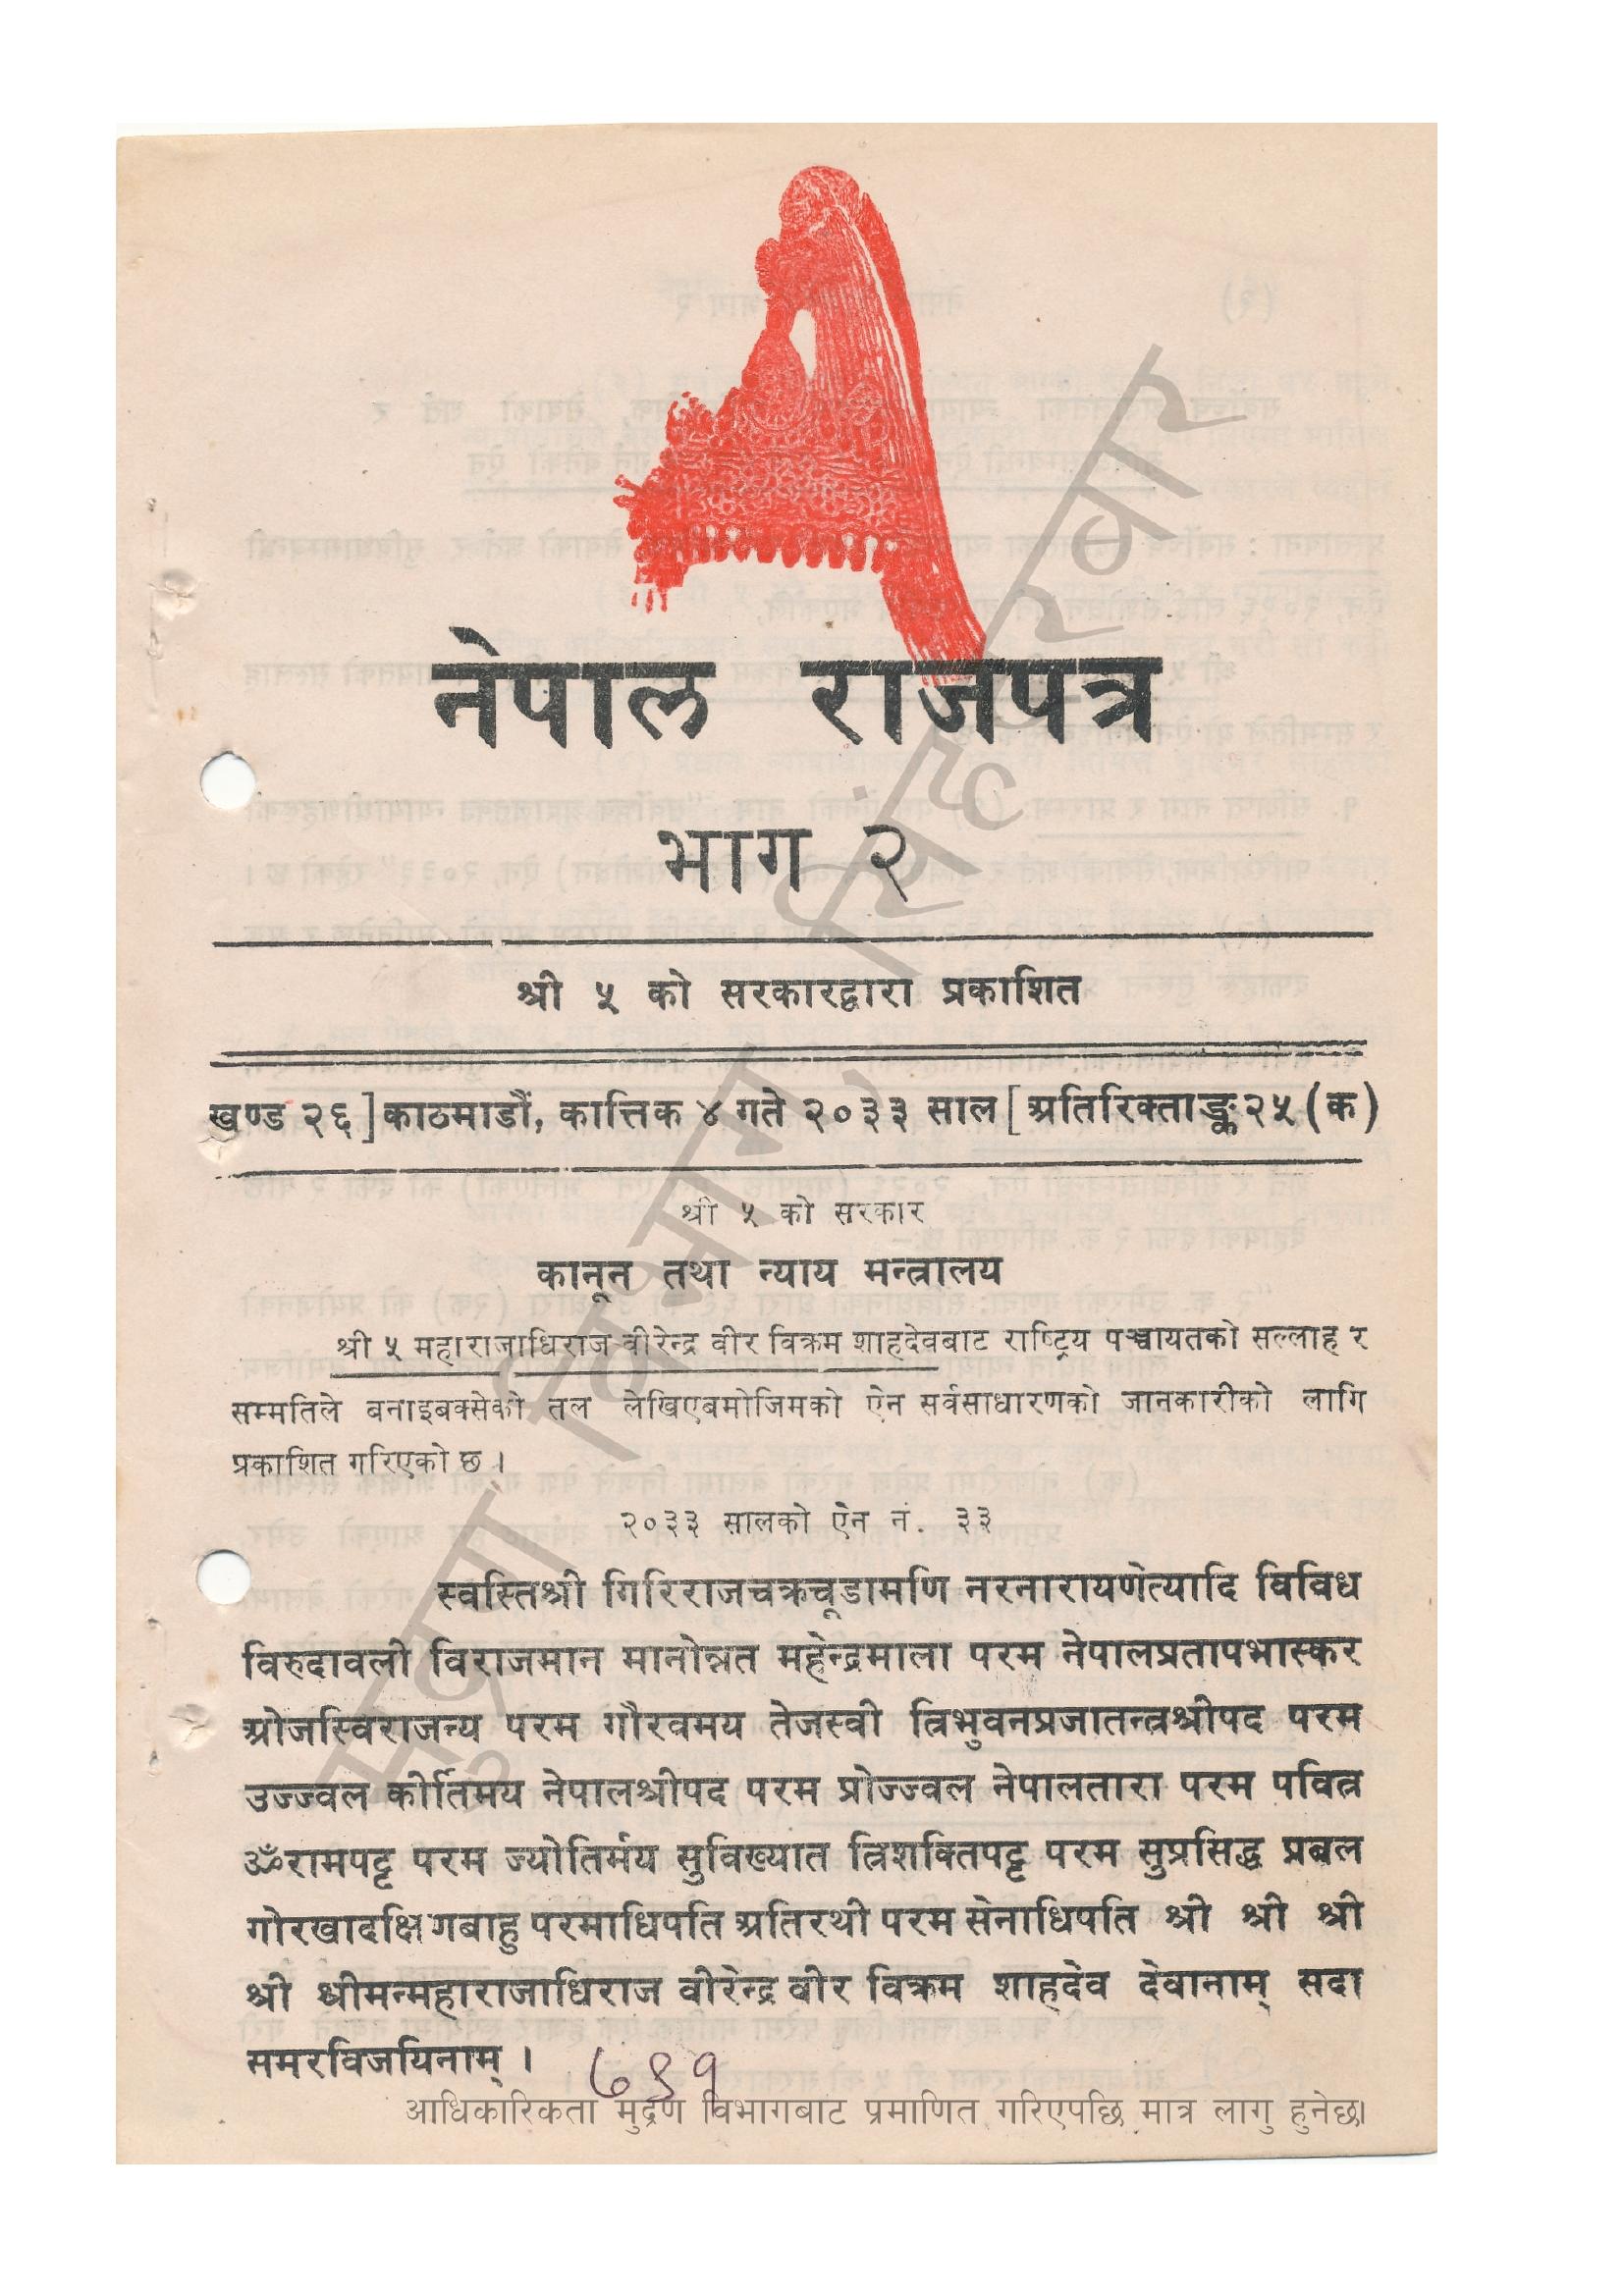 नेपाल राजपत्र
भाग २
श्री ५ को सरकारद्वारा प्रकाशित
खण्ड २६] काठमाडौं, कात्तिक ४ गते २०३३ साल [ अतिरिक्ताङ्क २५ (क)
श्री ५ को सरकार
कानून तथा न्याय मन्त्रालय
श्री ५ महाराजाधिराज वीरेन्द्र वीर विक्रम शाहदेवबाट राष्ट्रिय पञ्चायतको सल्लाह र
सम्मतिले बनाइबक्सेको तल लेखिएबमोजिमको ऐन सर्वसाधारणको जानकारीको लागि
प्रकाशित गरिएको छ ।
२०३३ सालको ऐन नं. ३३
स्वस्तिश्री गिरिराजचक्रचूडामणि नरनारायणेत्यादि विविध
विरुदावली विराजमान मानोन्नत महेन्द्रमाला परम नेपालप्रतापभास्कर
ओजस्विराजन्य परम गौरवमय तेजस्वी त्रिभुवनप्रजातन्त्रश्रीपद परम
उज्ज्वल कीर्तिमय नेपालश्रीपद परम प्रोज्ज्वल नेपालतारा परम पवित्र
ॐरामपट्ट परम ज्योतिर्मय सुविख्यात त्रिशक्तिपट्ट परम सुप्रसिद्ध प्रबल
गोरखादक्षिणबाहु परमाधिपति अतिरथी परम सेनाधिपति श्री श्री श्री
श्री श्रीमन्महाराजाधिराज वीरेन्द्र वीर विक्रम शाहदेव देवानाम् सदा
समरविजयिनाम् ।
७९१
आधिकारिकता मुद्रण विभागबाट प्रमाणित गरिएपछि मात्र लागु हुनेछ।
मुद्रण विभाग, सिंहदरबार